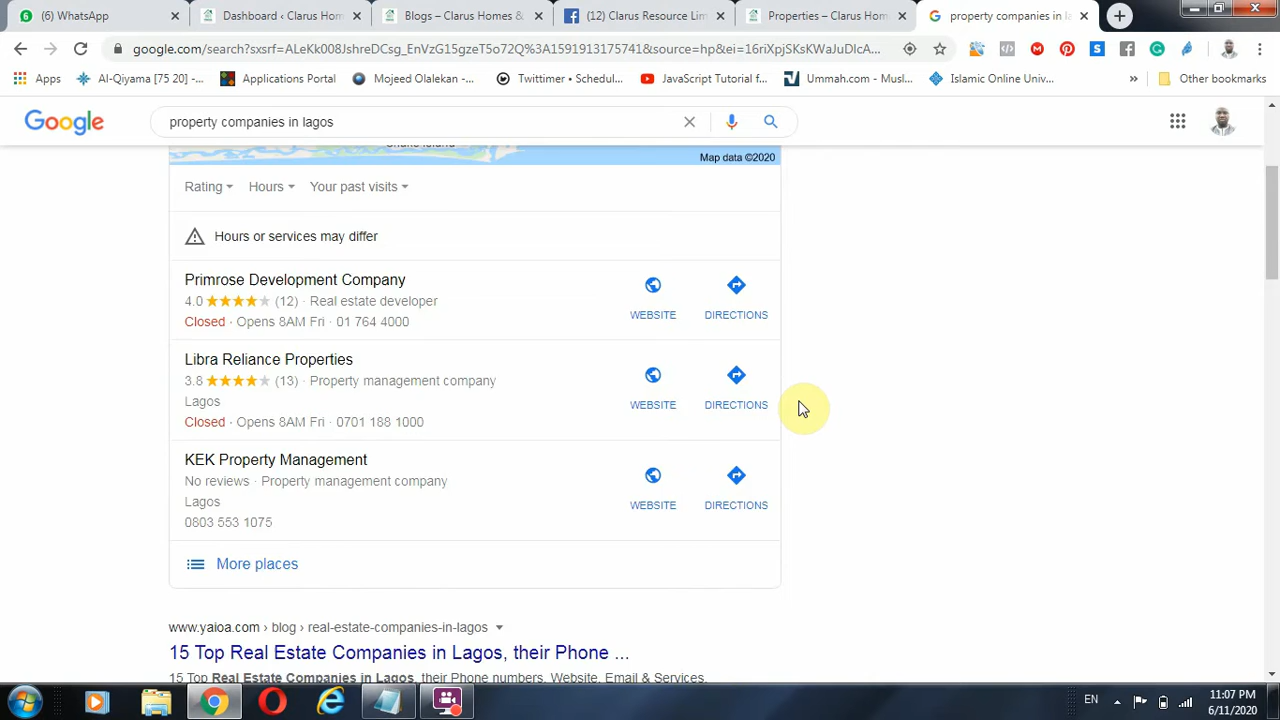 (6) WhatsApp
Dashboard ‹ Clarus Hom
Blogs – Clarus Homes
(12) Clarus Resource Lim
Properties – Clarus Hom
property companies in la
google.com/search?sxsrf=ALeKk008JshreDCsg_EnVzG15gzeT5o72Q%3A1591913175741&source=hp&ei=16riXpjSKsKWaJuDlcA...
Apps
Al-Qiyama [75 20] -...
Applications Portal
Mojeed Olalekan -...
Twittimer • Schedul...
JavaScript Tutorial f...
Ummah.com - Musl...
Islamic Online Univ...
Other bookmarks
Google
property companies in lagos
Map data ©2020
Rating
Hours
Your past visits
Hours or services may differ
Primrose Development Company
4.0 (12) · Real estate developer
Closed · Opens 8AM Fri · 01 764 4000
WEBSITE
DIRECTIONS
Libra Reliance Properties
3.8 (13) · Property management company
Lagos
Closed · Opens 8AM Fri · 0701 188 1000
WEBSITE
DIRECTIONS
KEK Property Management
No reviews · Property management company
Lagos
0803 553 1075
WEBSITE
DIRECTIONS
More places
www.yaioa.com › blog › real-estate-companies-in-lagos
15 Top Real Estate Companies in Lagos, their Phone ...
15 Top Real Estate Companies in Lagos, their Phone numbers, Website, Email & Services.
EN
11:07 PM
6/11/2020